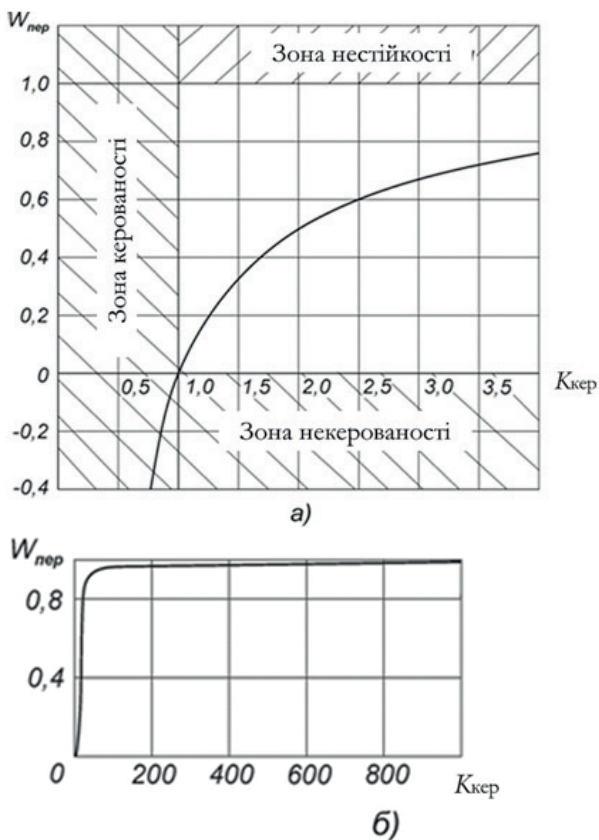 Wпер
Зона нестійкості
1,0
0,8
Зона керованості
0,6
0,4
0,2
0
0,5 1,0 1,5 2,0 2,5 3,0 3,5 Kкер
-0,2
Зона некерованості
-0,4
а)
Wпер
0,8
0,4
0 200 400 600 800 Kкер
б)